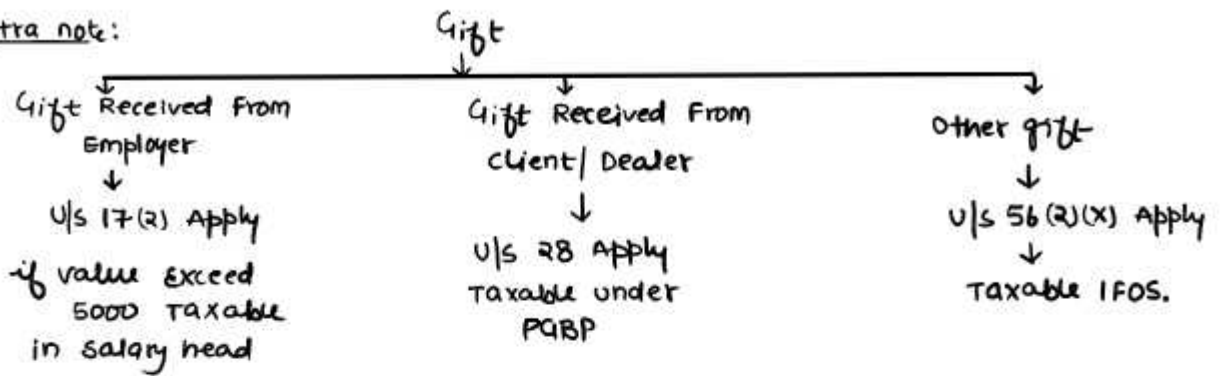 tra note:
Gift
Gift Received From
Employer
U/s 17(2) Apply
if value Exceed
5000 Taxable
in salary head
Gift Received From
Client/ Dealer
U/s 28 Apply
Taxable under
PGBP
Other gift
U/s 56(2)(x) Apply
Taxable IFOS.